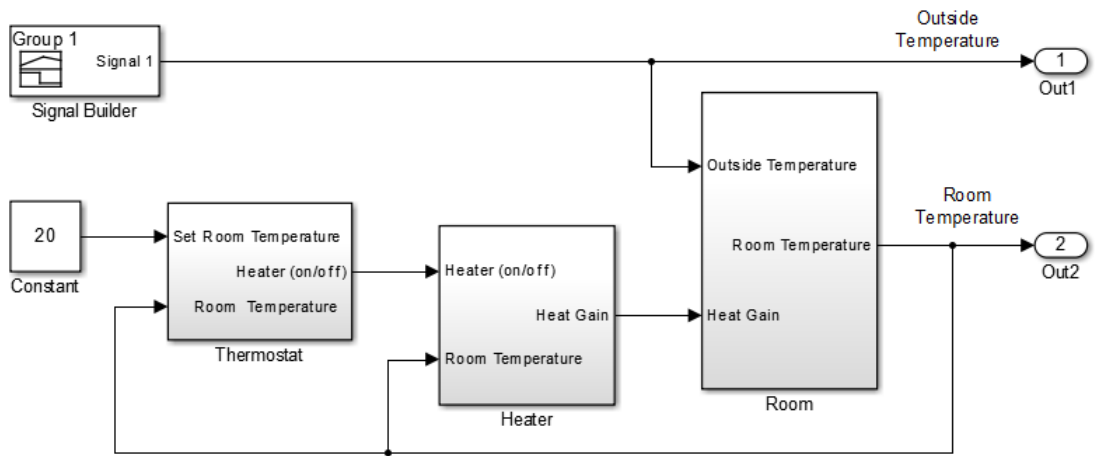 Group 1
Signal 1
Signal Builder
Outside
Temperature
1
Out1
Outside Temperature
Room Temperature
Heat Gain
Room
Room
Temperature
2
Out2
20
Constant
Set Room Temperature
Heater (on/off)
Room Temperature
Thermostat
Heater (on/off)
Heat Gain
Room Temperature
Heater